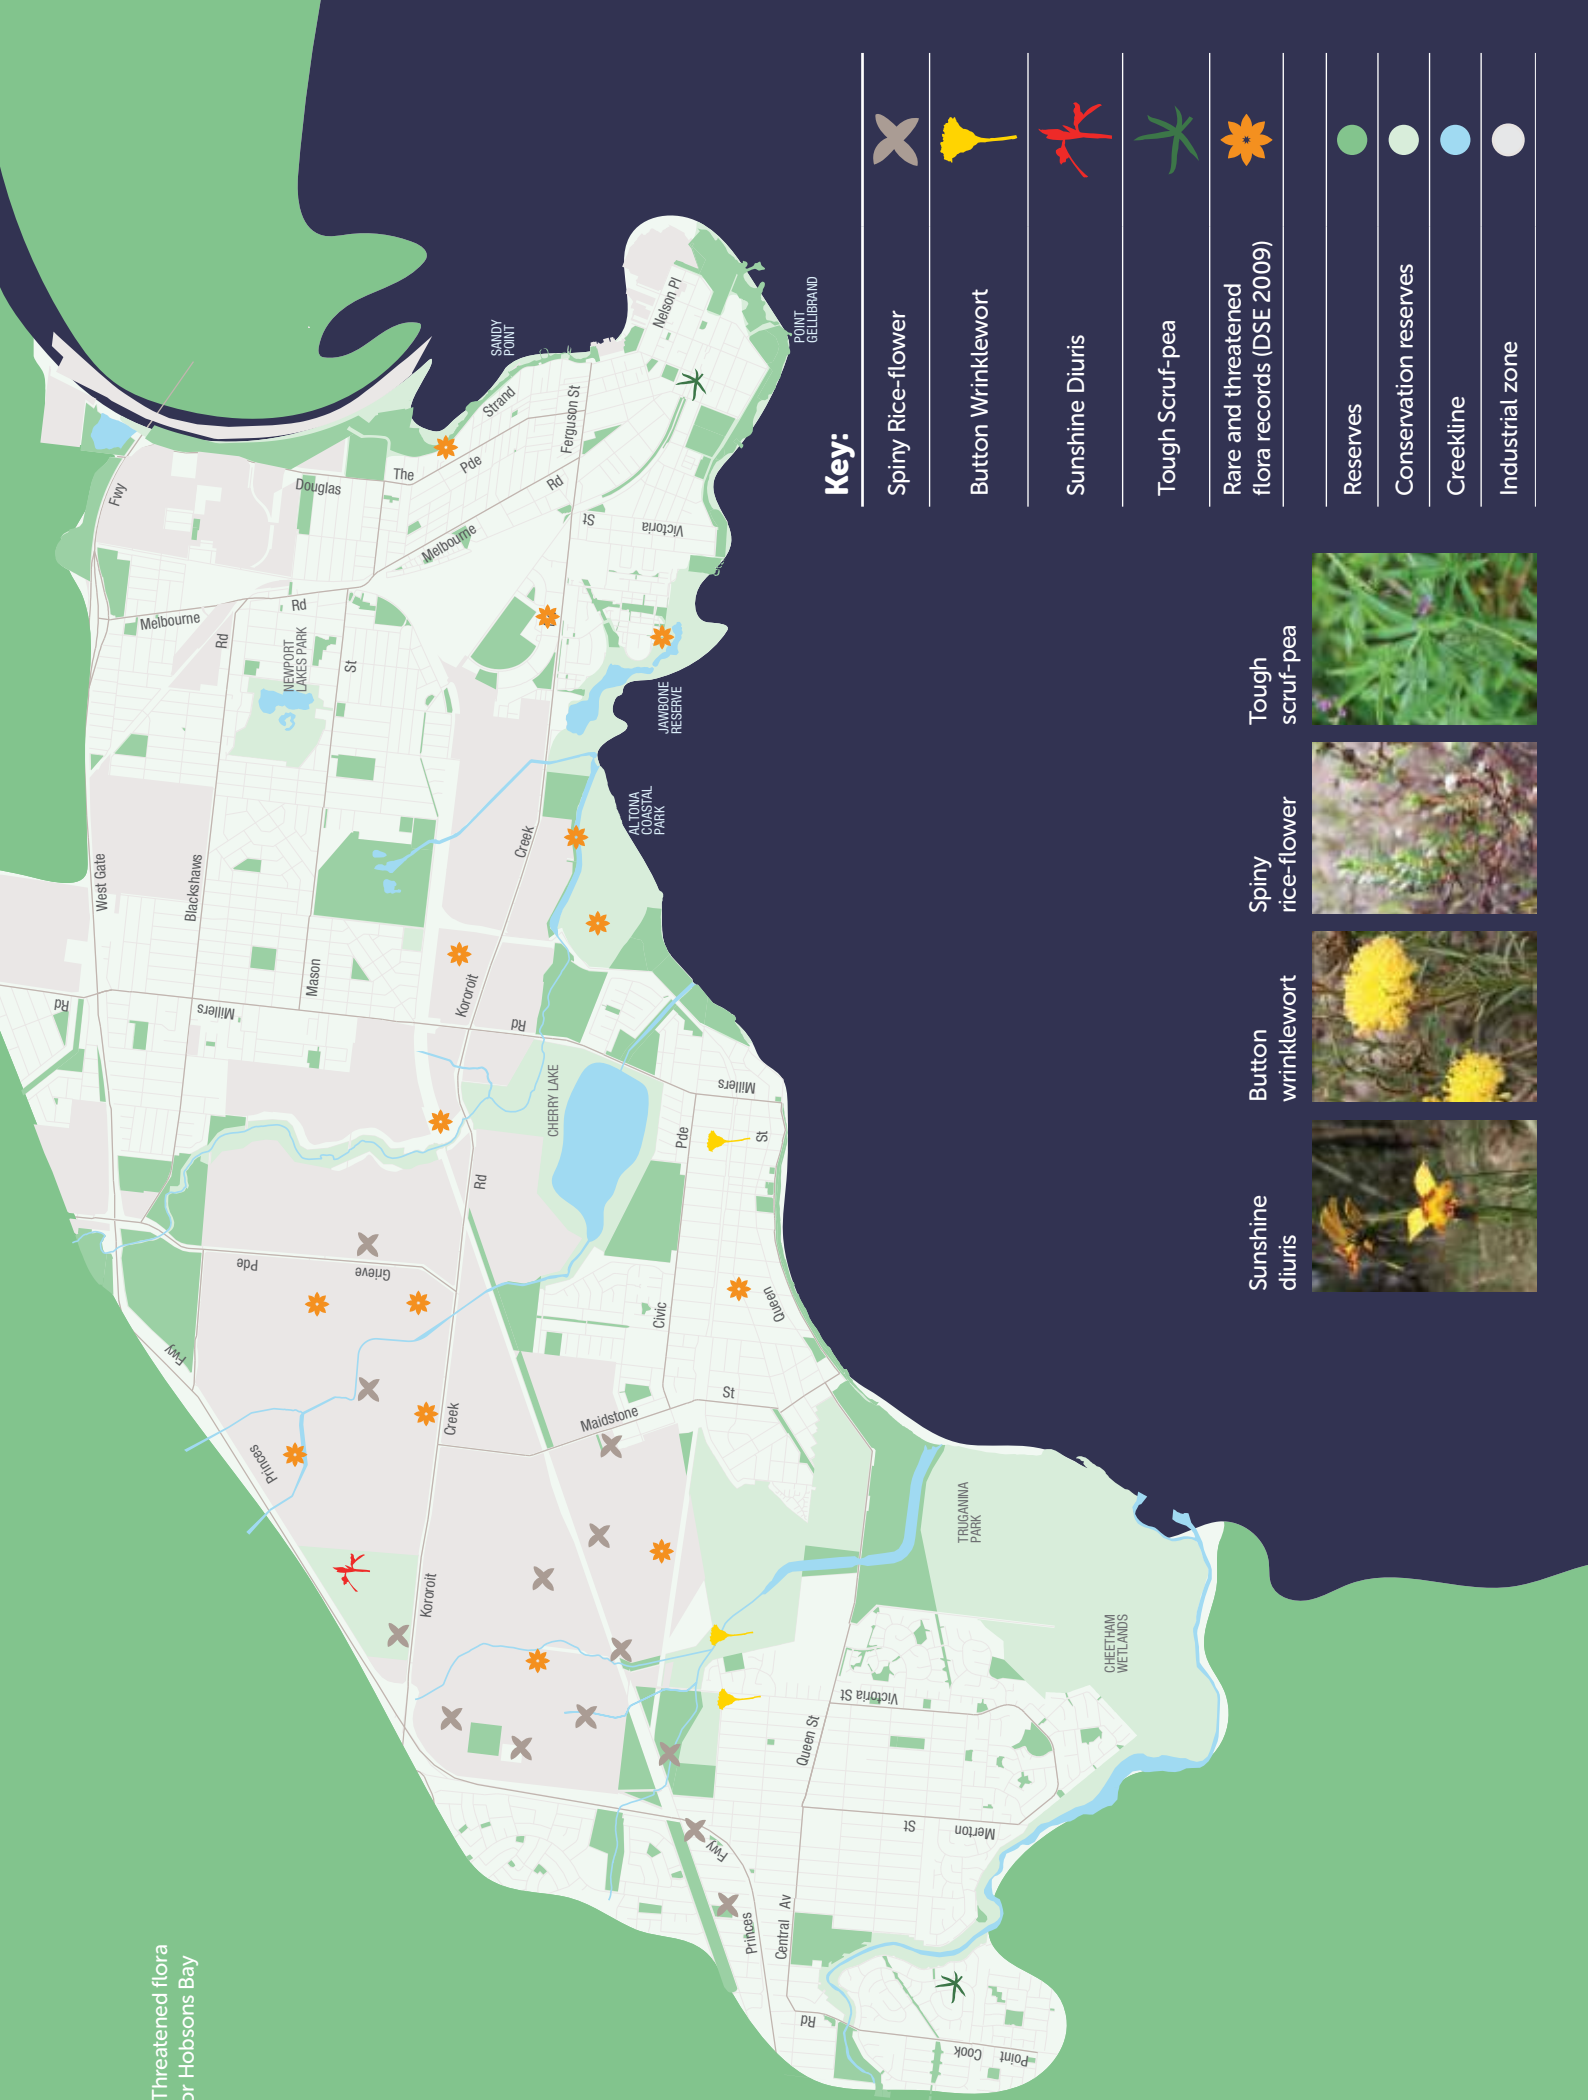 Threatened flora
or Hobsons Bay
Key:
Spiny Rice-flower
Button Wrinklewort
Sunshine Diuris
Tough Scruf-pea
Rare and threatened
flora records (DSE 2009)
Reserves
Conservation reserves
Creekline
Industrial zone
Sunshine
diuris
Button
wrinklewort
Spiny
rice-flower
Tough
scruf-pea
Princes
Fwy
West Gate
Fwy
Grieve
Pde
Blackshaws
Rd
Mason
St
Millers
Rd
Melbourne
Rd
NEWPORT
LAKES PARK
Douglas
The
Pde
Strand
SANDY
POINT
Ferguson St
Nelson Pl
POINT
GELLIBRAND
Melbourne
Rd
Victoria
St
JAWBONE
RESERVE
ALTONA
COASTAL
PARK
Kororoit
Creek
Rd
Kororoit
Creek
Rd
CHERRY LAKE
Millers
Civic
Pde
Queen
St
Maidstone
St
TRUGANINA
PARK
CHEETHAM
WETLANDS
Victoria St
Queen St
Merton
St
Princes
Fwy
Central
Av
Point
Cook
Rd